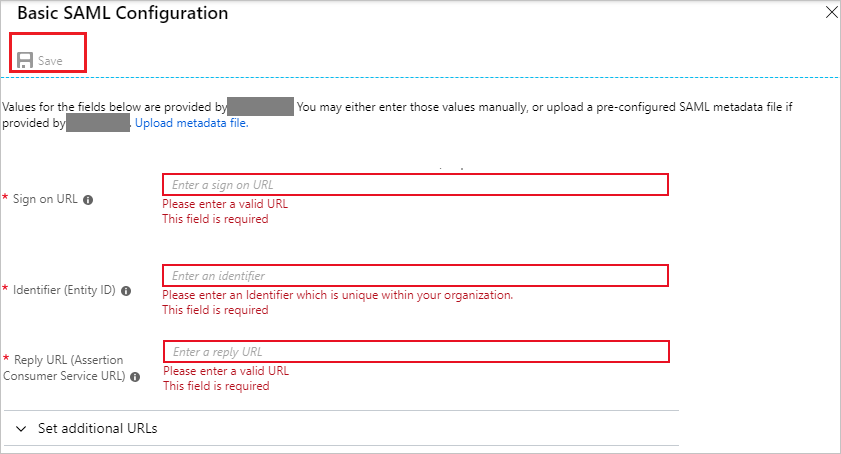 Basic SAML Configuration
Save
Values for the fields below are provided by You may either enter those values manually, or upload a pre-configured SAML metadata file if
provided by . Upload metadata file.
Enter a sign on URL
* Sign on URL
Please enter a valid URL
This field is required
Enter an identifier
* Identifier (Entity ID)
Please enter an Identifier which is unique within your organization.
This field is required
Enter a reply URL
* Reply URL (Assertion
Consumer Service URL)
Please enter a valid URL
This field is required
Set additional URLs